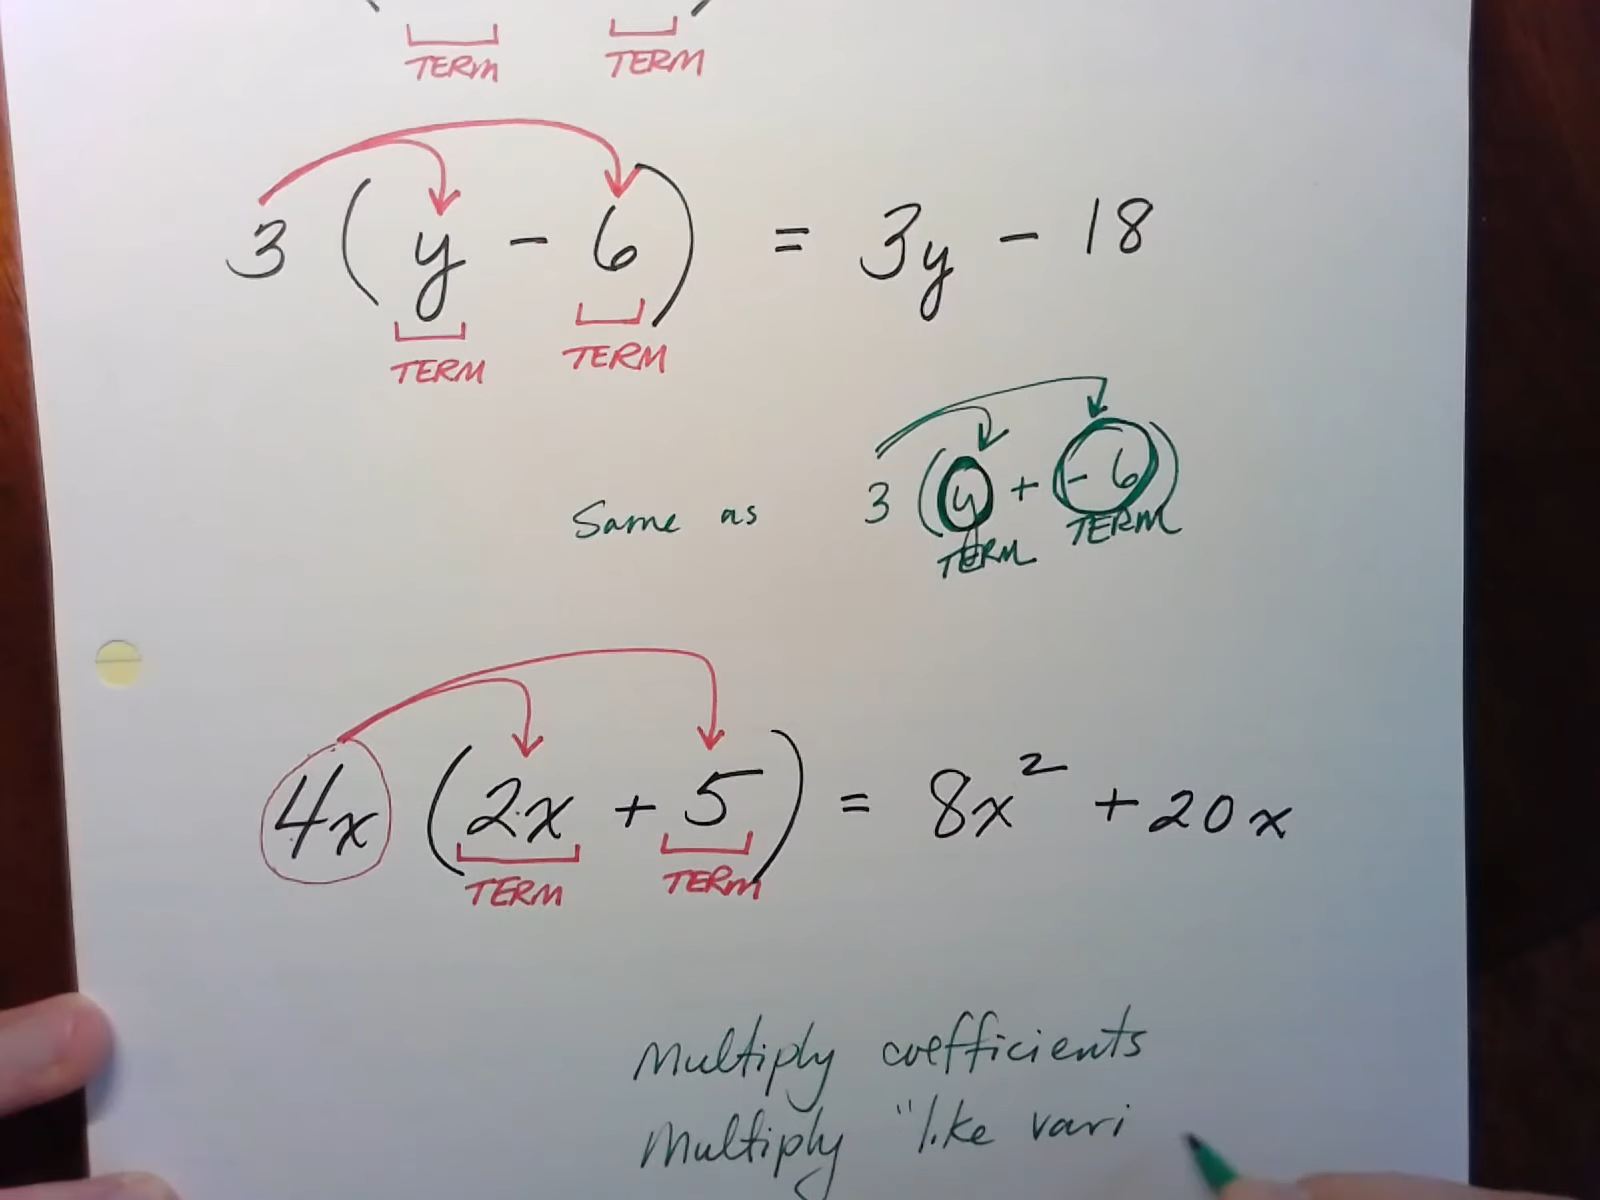 TERM TERM
3 (y - 6) = 3y - 18
TERM TERM
Same as 3 (y + -6)
TERM TERM
4x (2x + 5) = 8x² + 20x
TERM TERM
Multiply coefficients
Multiply "like vari